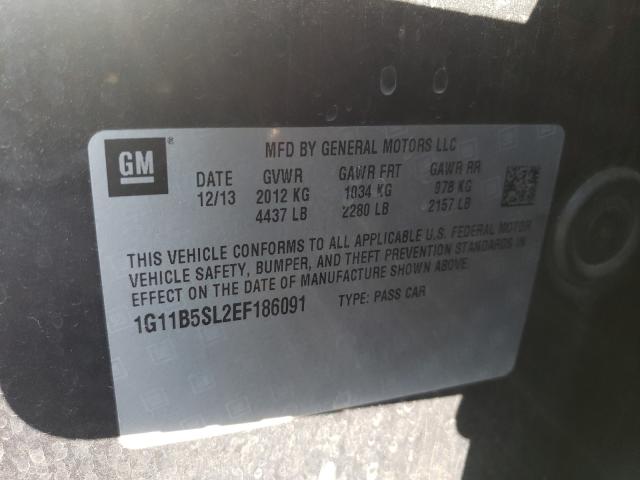 GM ®
MFD BY GENERAL MOTORS LLC
DATE GVWR GAWR FRT GAWR RR
12/13 2012 KG 1034 KG 978 KG
4437 LB 2280 LB 2157 LB
THIS VEHICLE CONFORMS TO ALL APPLICABLE U.S. FEDERAL MOTOR
VEHICLE SAFETY, BUMPER, AND THEFT PREVENTION STANDARDS IN
EFFECT ON THE DATE OF MANUFACTURE SHOWN ABOVE.
1G11B5SL2EF186091 TYPE: PASS CAR